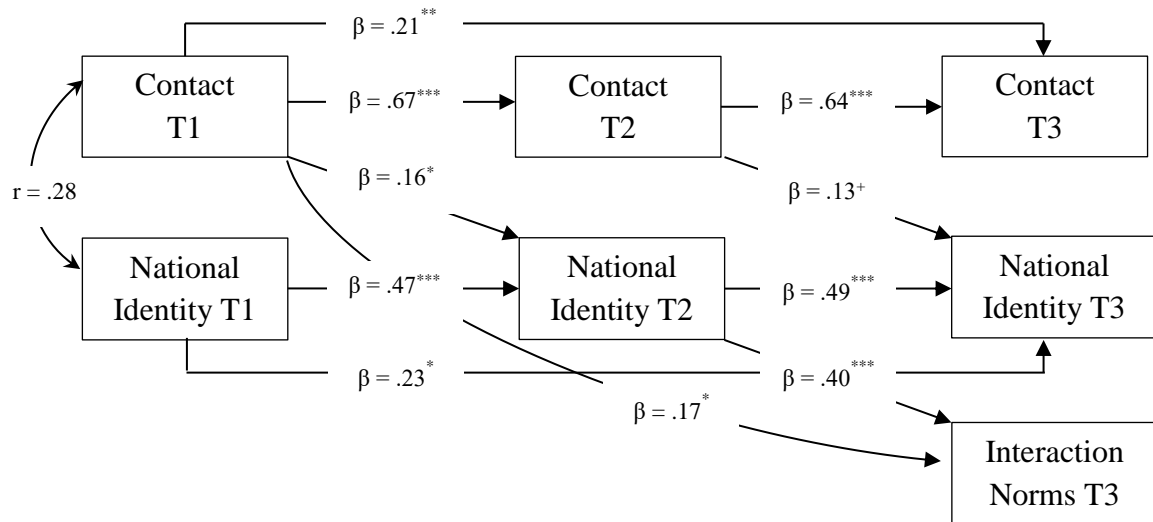 β = .21**
Contact
T1
β = .67***
Contact
T2
β = .64***
Contact
T3
r = .28
β = .16*
β = .13+
National
Identity T1
β = .47***
National
Identity T2
β = .49***
National
Identity T3
β = .23*
β = .40***
β = .17*
Interaction
Norms T3